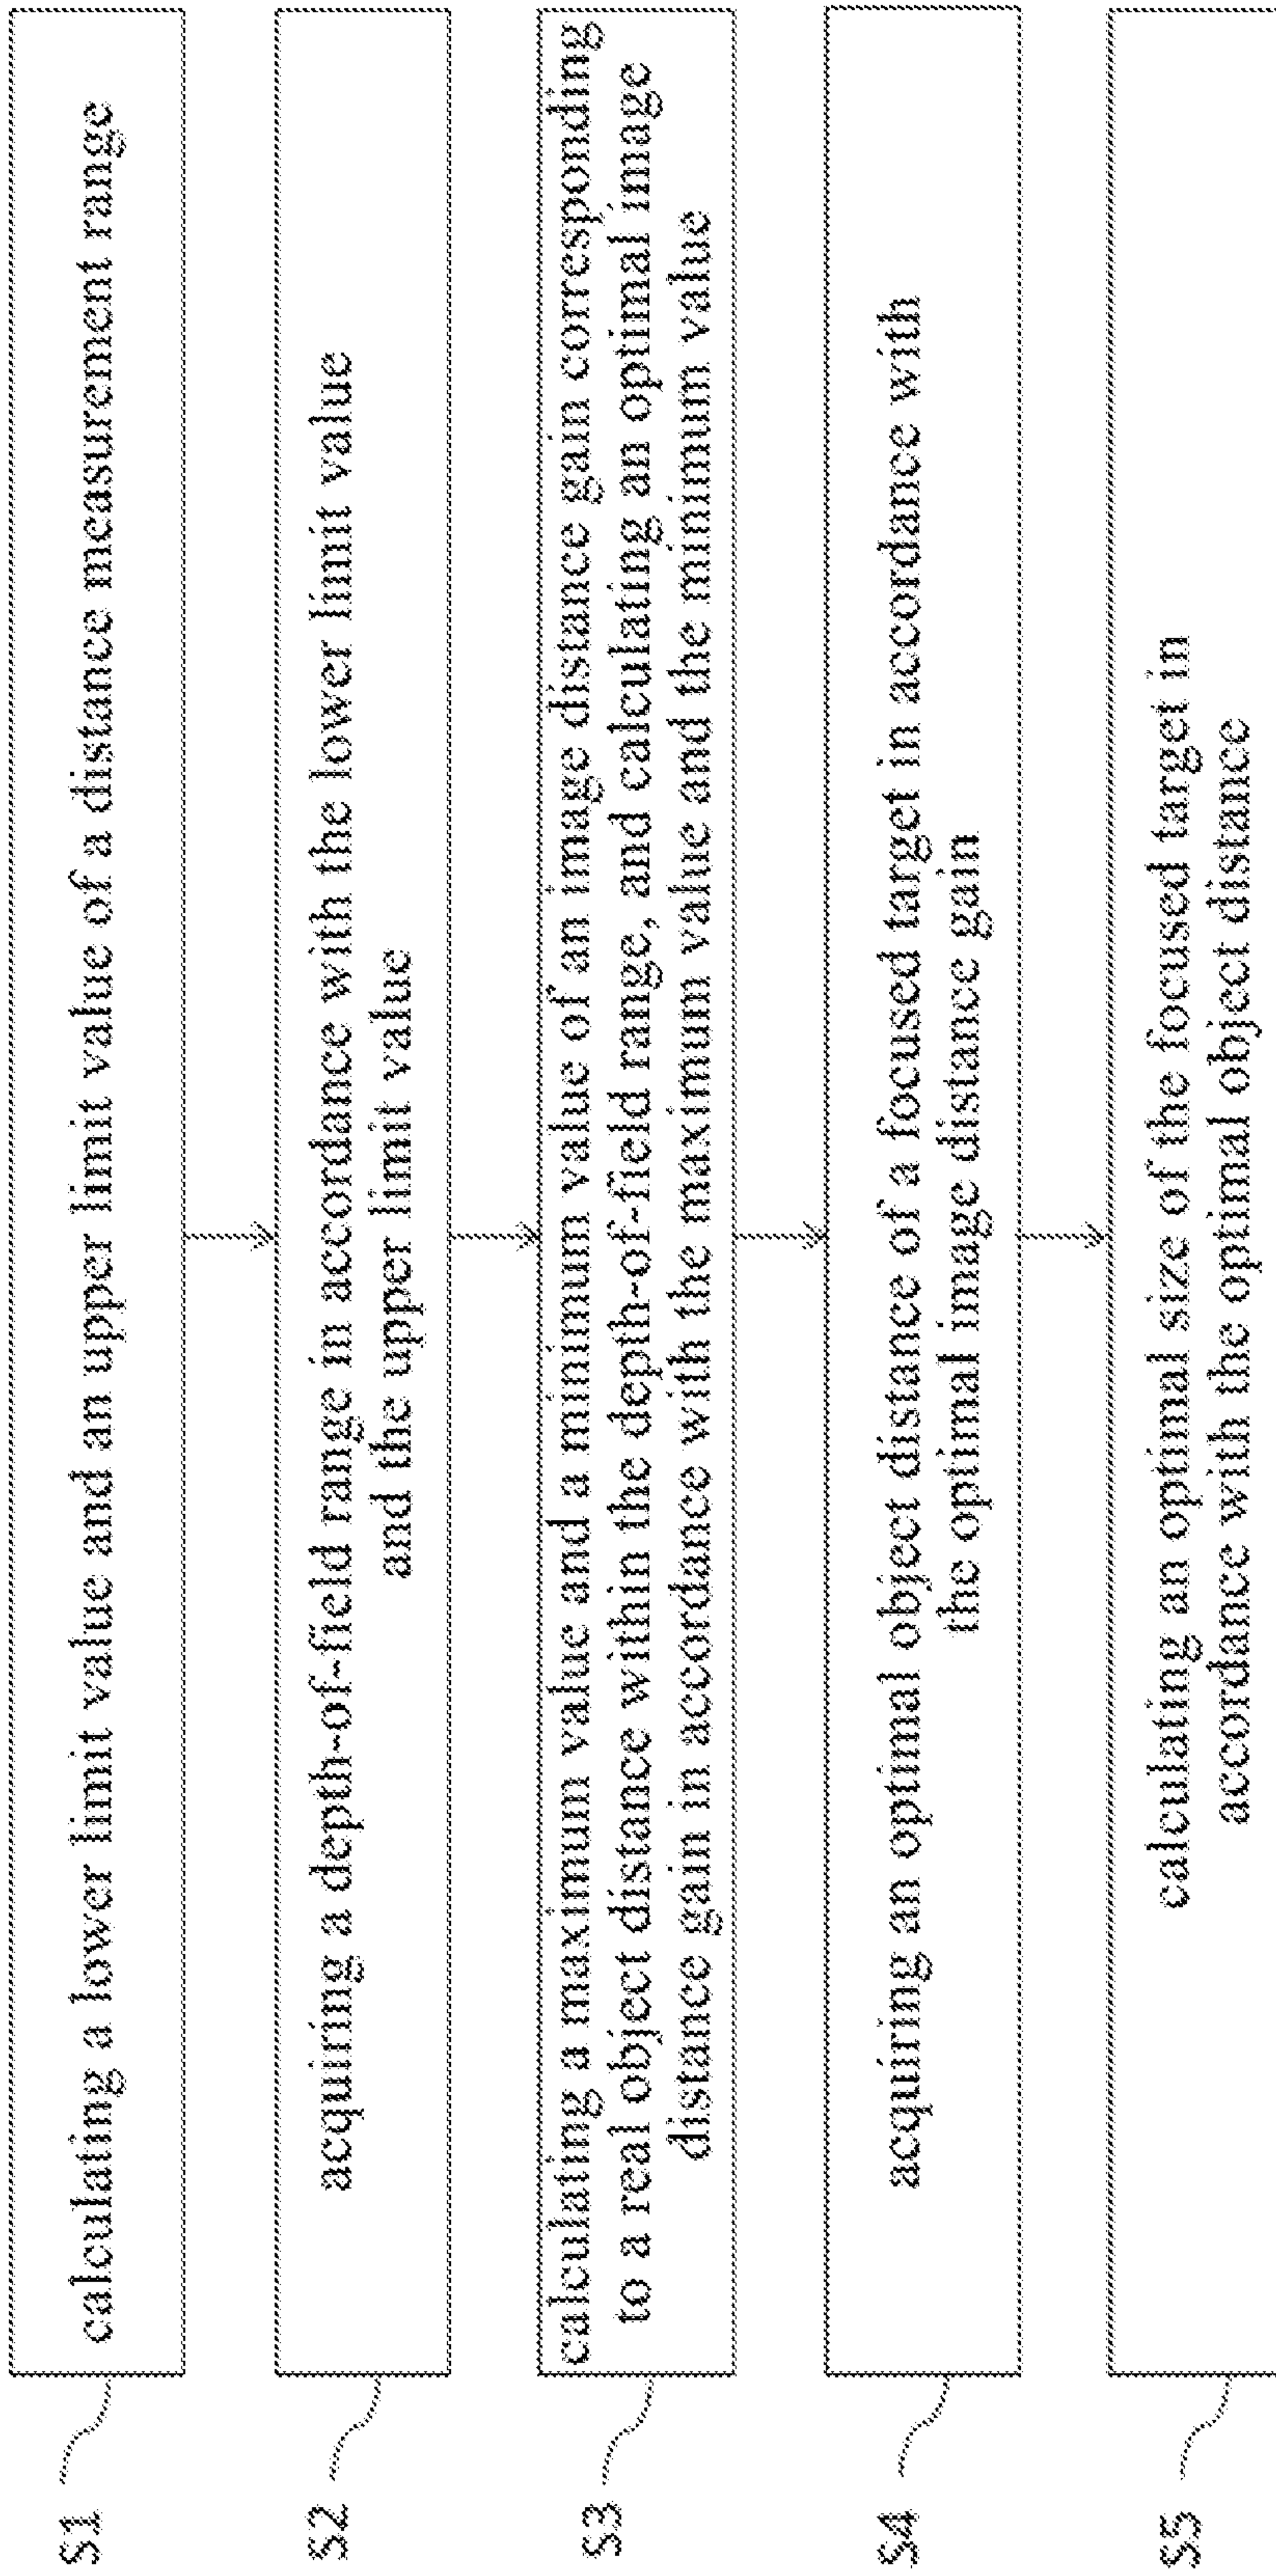 S1
calculating a lower limit value and an upper limit value of a distance measurement range
S2
acquiring a depth-of-field range in accordance with the lower limit value
and the upper limit value
S3
calculating a maximum value and a minimum value of an image distance gain corresponding
to a real object distance within the depth-of-field range, and calculating an optimal image
distance gain in accordance with the maximum value and the minimum value
S4
acquiring an optimal object distance of a focused target in accordance with
the optimal image distance gain
S5
calculating an optimal size of the focused target in
accordance with the optimal object distance